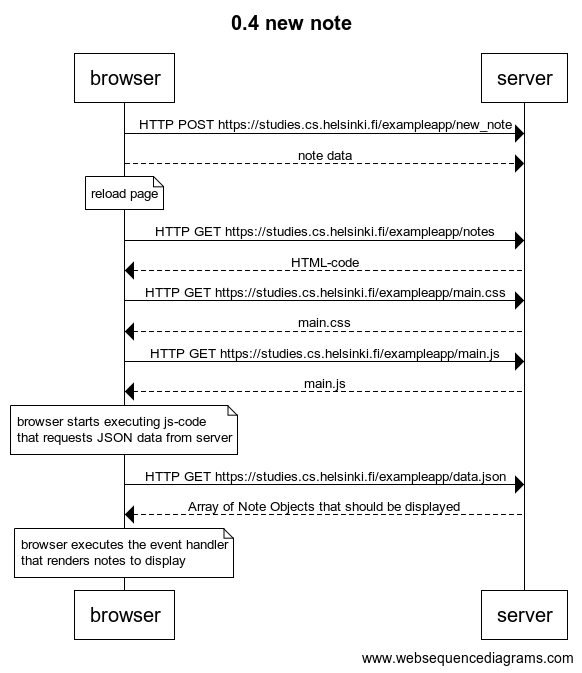 0.4 new note
browser
server
HTTP POST https://studies.cs.helsinki.fi/exampleapp/new_note
note data
reload page
HTTP GET https://studies.cs.helsinki.fi/exampleapp/notes
HTML-code
HTTP GET https://studies.cs.helsinki.fi/exampleapp/main.css
main.css
HTTP GET https://studies.cs.helsinki.fi/exampleapp/main.js
main.js
browser starts executing js-code
that requests JSON data from server
HTTP GET https://studies.cs.helsinki.fi/exampleapp/data.json
Array of Note Objects that should be displayed
browser executes the event handler
that renders notes to display
browser
server
www.websequencediagrams.com